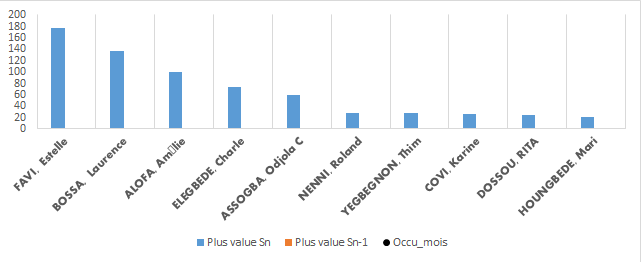 200
180
160
140
120
100
80
60
40
20
0
FAVI, Estelle
BOSSA, Laurence
ALOFA, Am□lie
ELEGBEDE, Charle
ASSOGBA, Odjola C
NENNI, Roland
YEGBEGNON, Thim
COVI, Karine
DOSSOU, RITA
HOUNGBEDE, Mari
Plus value Sn Plus value Sn-1 Occu_mois